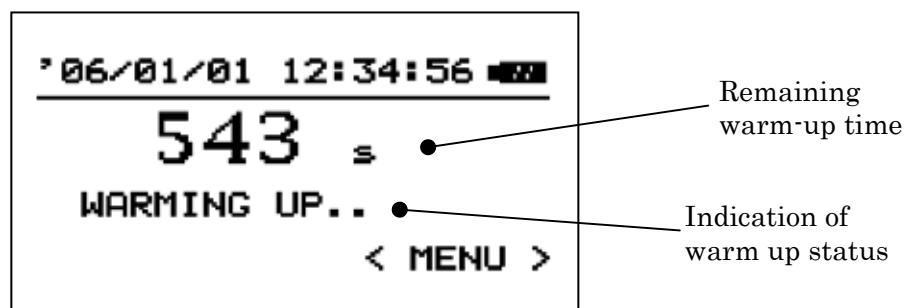 '06/01/01 12:34:56
543 s
WARMING UP..
< MENU >
Remaining
warm-up time
Indication of
warm up status